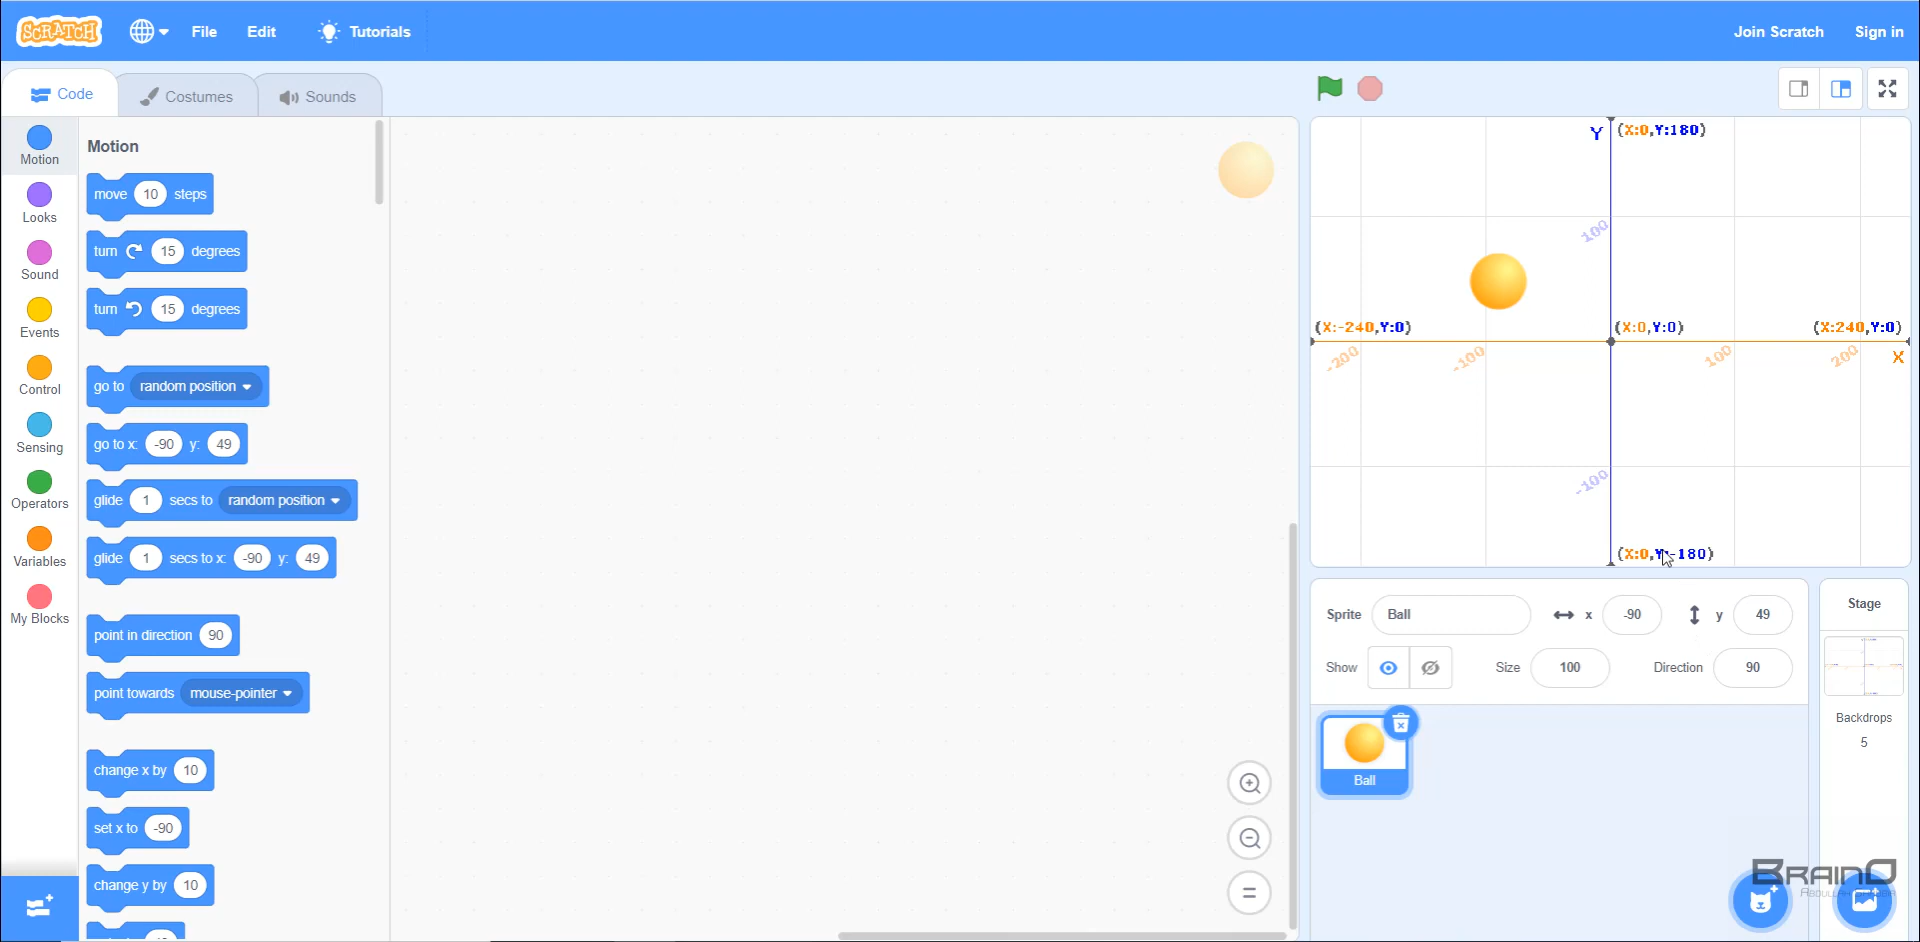 SCRATCH
File
Edit
Tutorials
Join Scratch
Sign in
Code
Costumes
Sounds
Motion
Looks
Sound
Events
Control
Sensing
Operators
Variables
My Blocks
Motion
move 10 steps
turn 15 degrees
turn 15 degrees
go to random position
go to x: -90 y: 49
glide 1 secs to random position
glide 1 secs to x: -90 y: 49
point in direction 90
point towards mouse-pointer
change x by 10
set x to -90
change y by 10
Y (X:0,Y:180)
100
(X:-240,Y:0) (X:0,Y:0) (X:240,Y:0)
-200 -100 100 200 X
-100
(X:0,Y:-180)
Sprite Ball x -90 y 49
Show Size 100 Direction 90
Ball
Stage
Backdrops
5